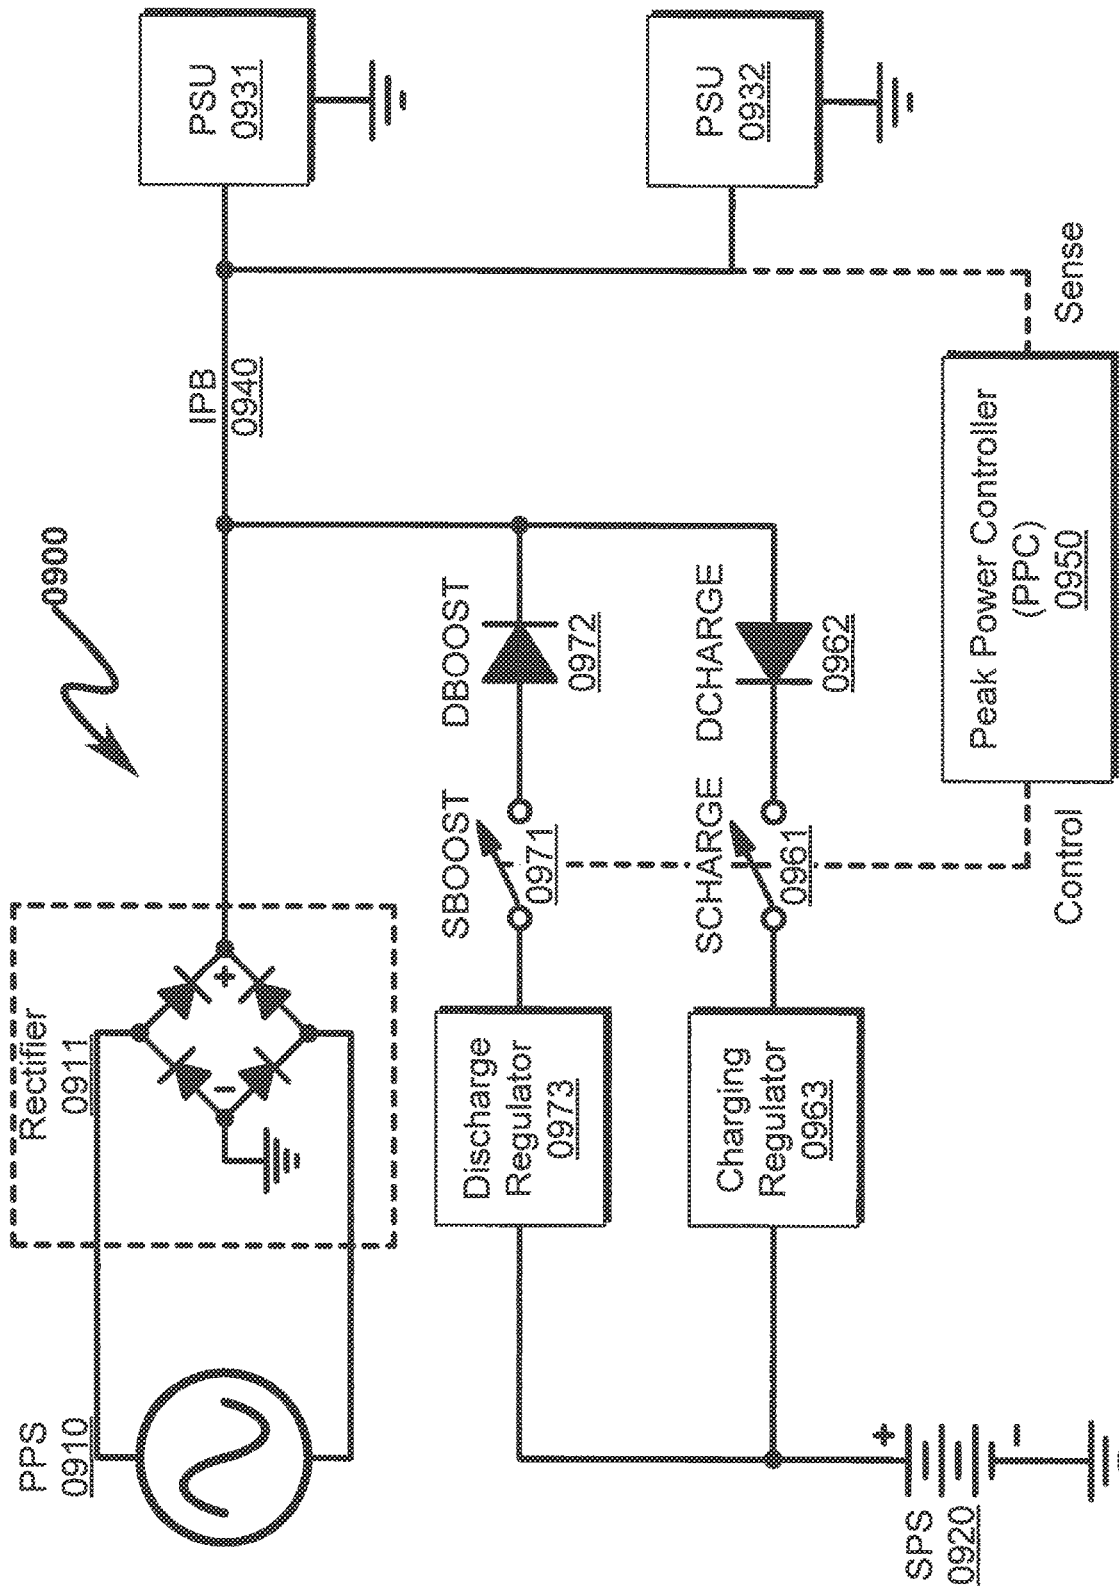 0900
PPS
0910
Rectifier
0911
+
−
IPB
0940
PSU
0931
PSU
0932
SBOOST
0971
DBOOST
0972
Discharge
Regulator
0973
SCHARGE
0961
DCHARGE
0962
Charging
Regulator
0963
SPS
0920
+
−
Control
Peak Power Controller
(PPC)
0950
Sense